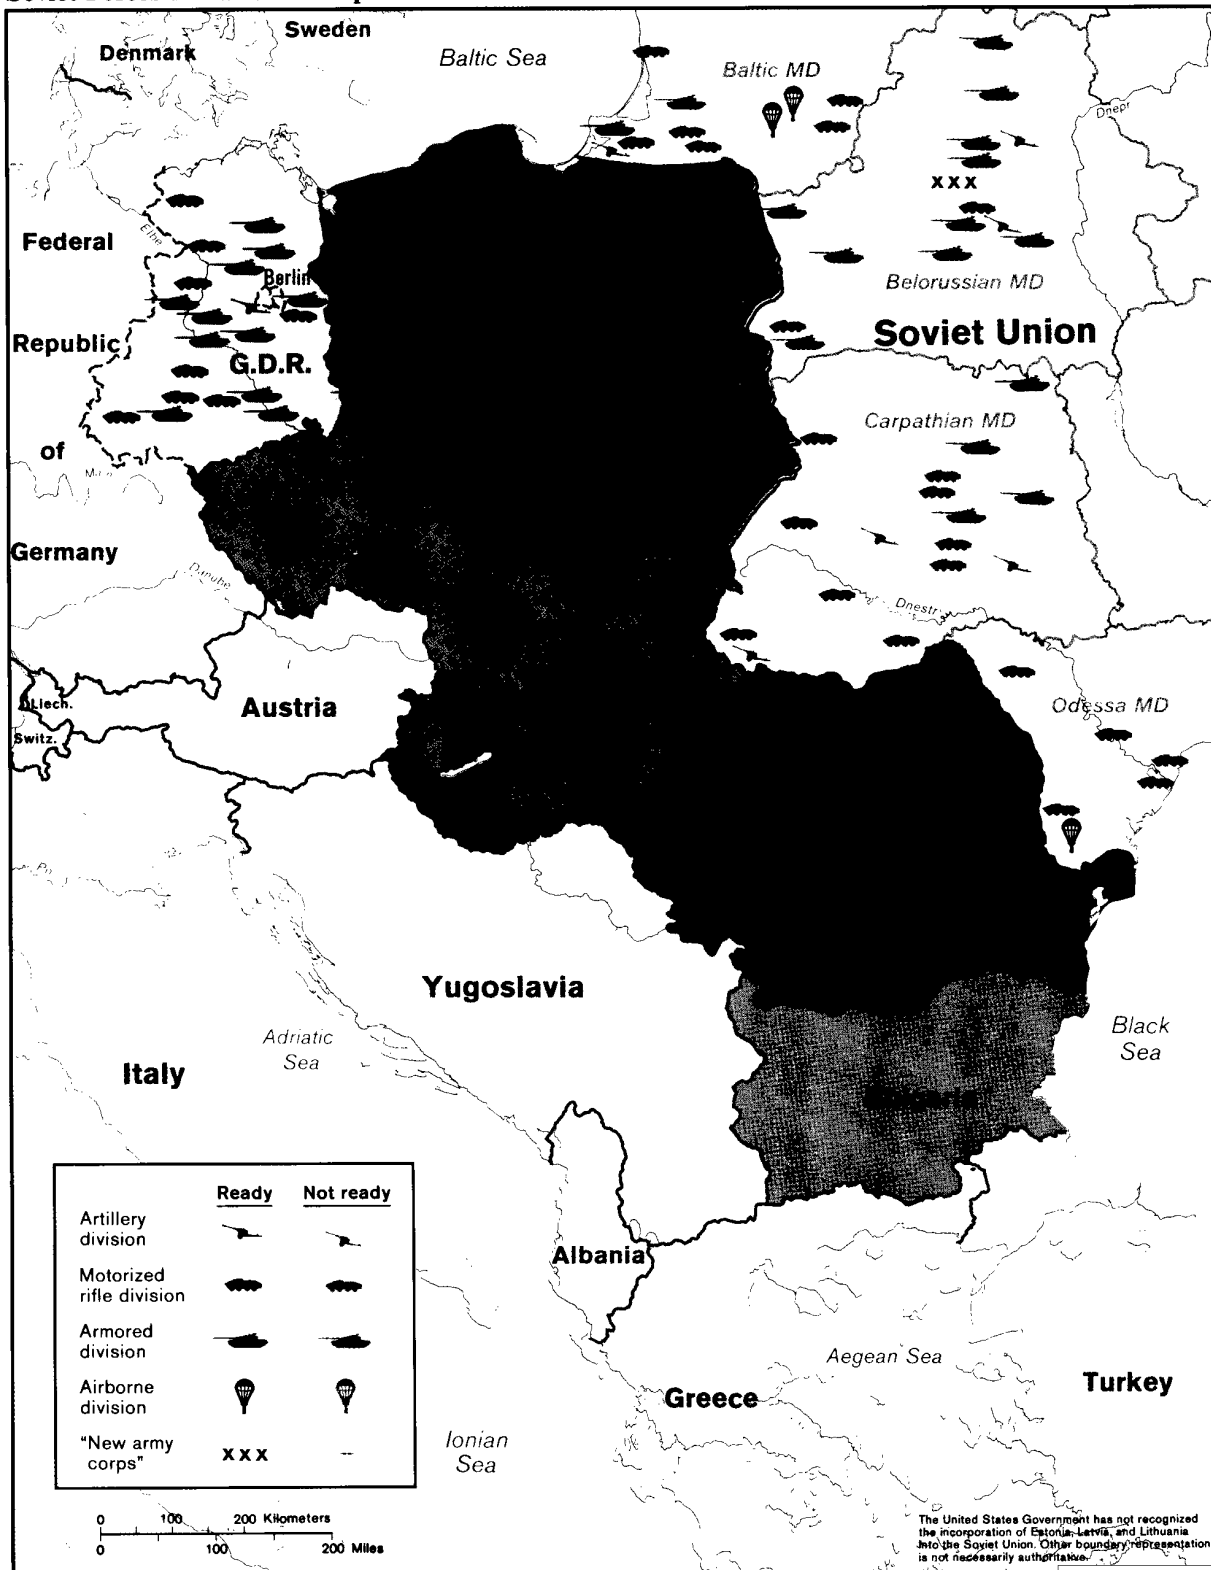 Sweden
Denmark
Baltic Sea
Baltic MD
Dnepr
Elbe
Federal
Berlin
Belorussian MD
Republic
Soviet Union
G.D.R.
Carpathian MD
of
Germany
Danube
Dnestr
Liech.
Austria
Odessa MD
Switz.
Po
Yugoslavia
Adriatic
Sea
Black
Sea
Italy
Ready Not ready
Artillery
division
Motorized
rifle division
Armored
division
Airborne
division
"New army
corps"
xxx --
xxx
Albania
Aegean Sea
Greece
Turkey
Ionian
Sea
0 100 200 Kilometers
0 100 200 Miles
The United States Government has not recognized
the incorporation of Estonia, Latvia, and Lithuania
into the Soviet Union. Other boundary representation
is not necessarily authoritative.